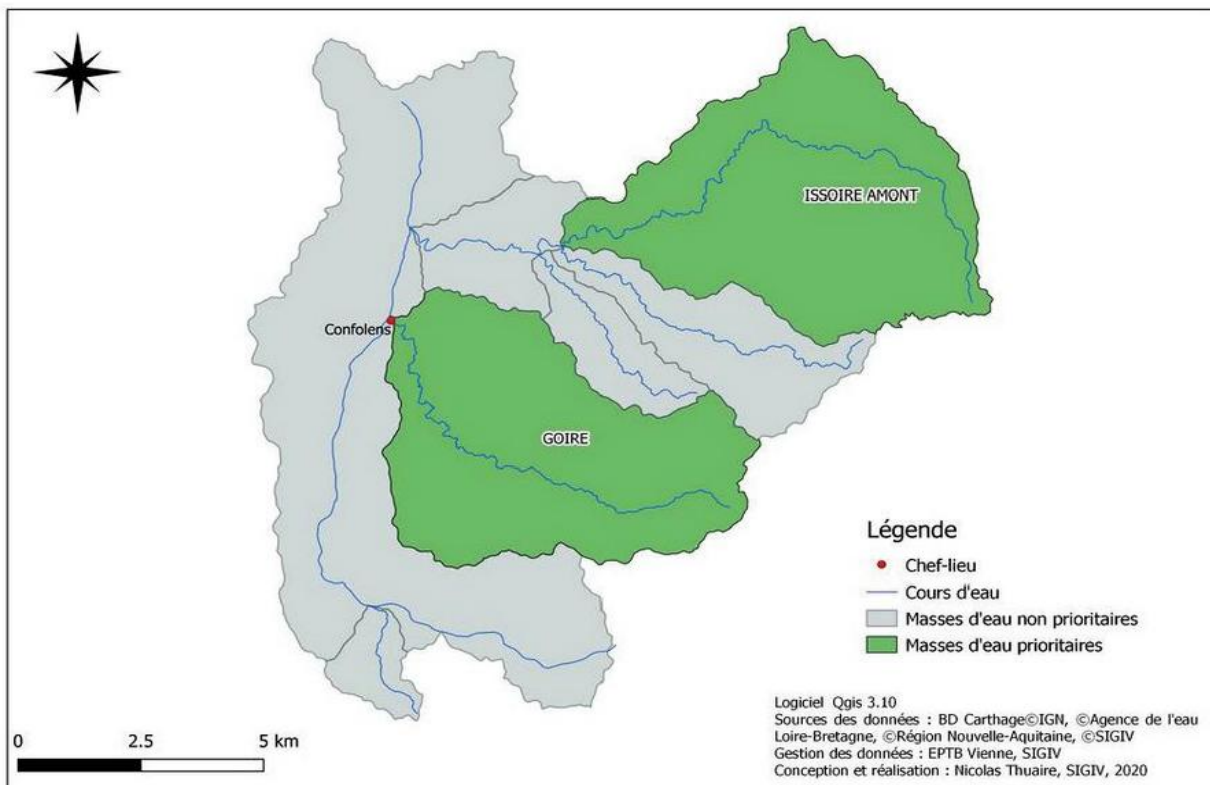 ISSOIRE AMONT
Confolens
GOIRE
Légende
Chef-lieu
Cours d'eau
Masses d'eau non prioritaires
Masses d'eau prioritaires
0 2.5 5 km
Logiciel Qgis 3.10
Sources des données : BD Carthage©IGN, ©Agence de l'eau
Loire-Bretagne, ©Région Nouvelle-Aquitaine, ©SIGIV
Gestion des données : EPTB Vienne, SIGIV
Conception et réalisation : Nicolas Thuaire, SIGIV, 2020